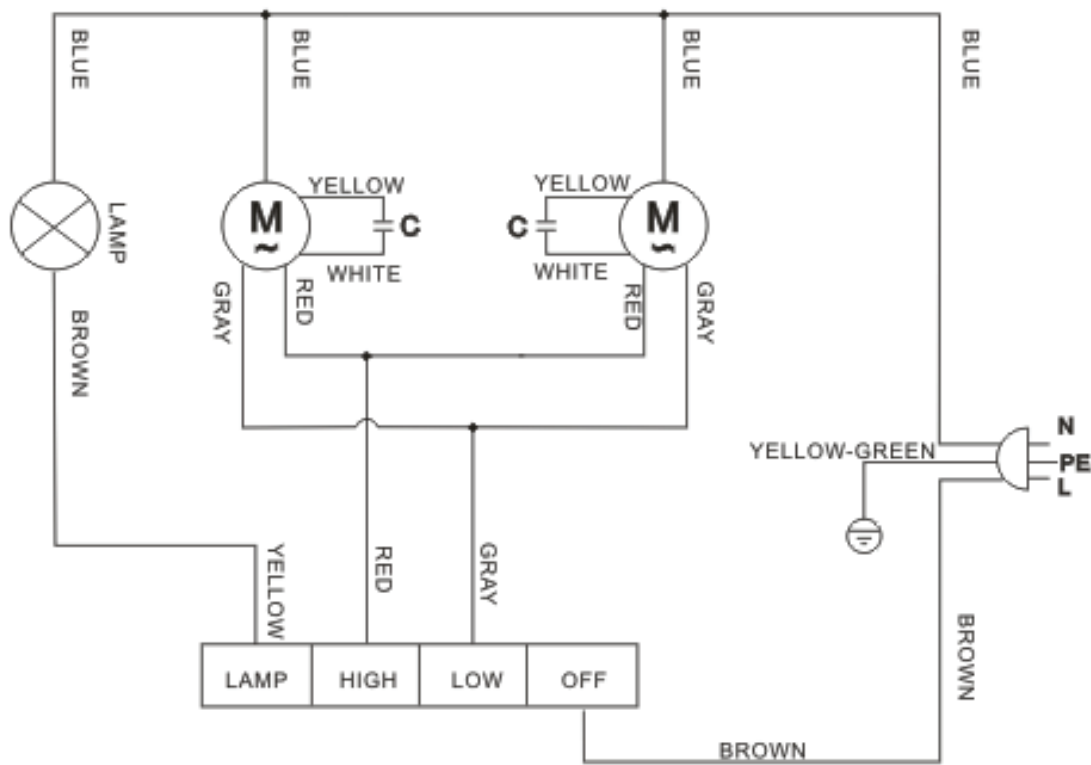 BLUE
BLUE
BLUE
BLUE
YELLOW
YELLOW
LAMP
M
~
C
C
M
~
WHITE
WHITE
GRAY
RED
RED
GRAY
BROWN
N
YELLOW-GREEN
PE
L
YELLOW
RED
GRAY
BROWN
LAMP
HIGH
LOW
OFF
BROWN